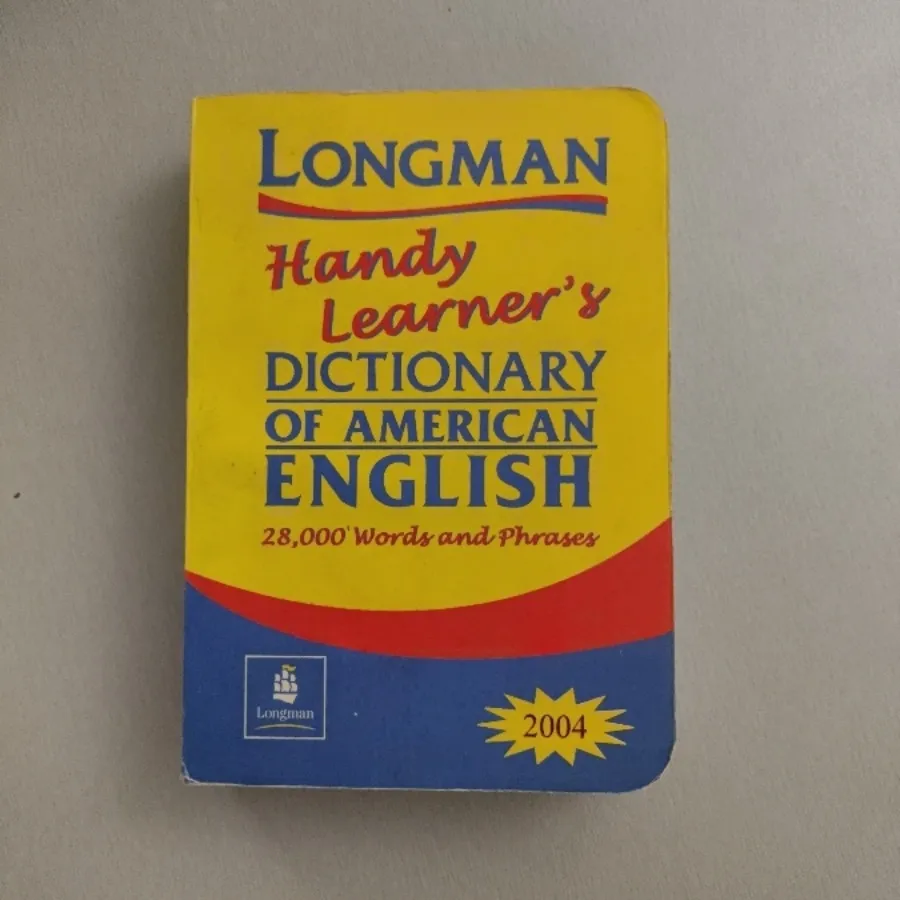 LONGMAN
Handy
Learner's
DICTIONARY
OF AMERICAN
ENGLISH
28,000 Words and Phrases
Longman
2004